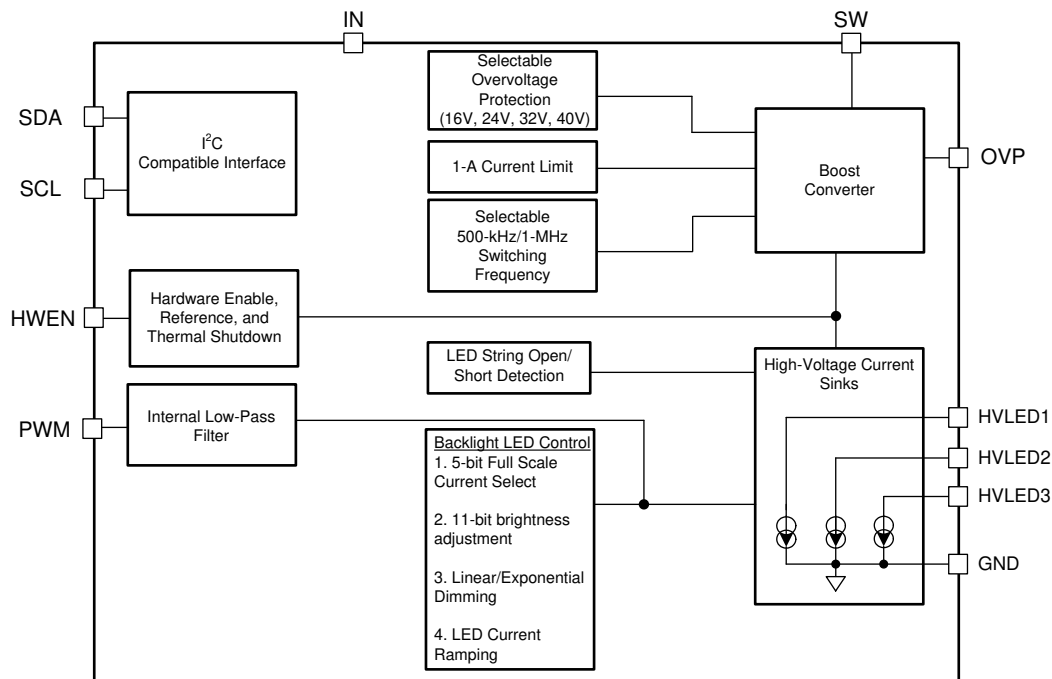 IN
SW
SDA
SCL
HWEN
PWM
I²C
Compatible Interface
Hardware Enable,
Reference, and
Thermal Shutdown
Internal Low-Pass
Filter
Selectable
Overvoltage
Protection
(16V, 24V, 32V, 40V)
1-A Current Limit
Selectable
500-kHz/1-MHz
Switching
Frequency
LED String Open/
Short Detection
Backlight LED Control
1. 5-bit Full Scale
Current Select
2. 11-bit brightness
adjustment
3. Linear/Exponential
Dimming
4. LED Current
Ramping
Boost
Converter
High-Voltage Current
Sinks
OVP
HVLED1
HVLED2
HVLED3
GND